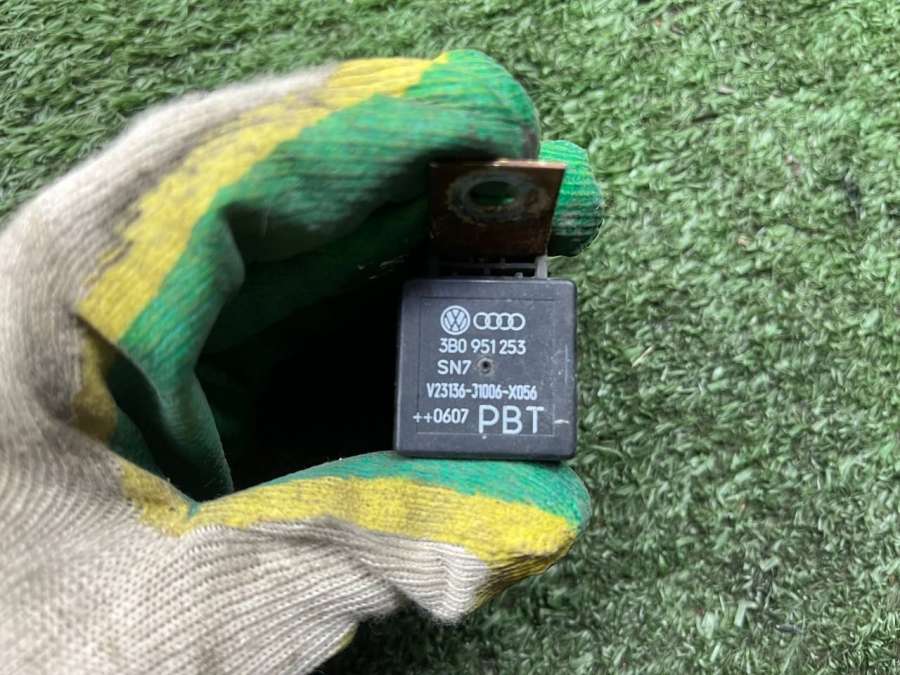 3B0 951 253
SN7
V23136-J1006-X056
++0607 PBT